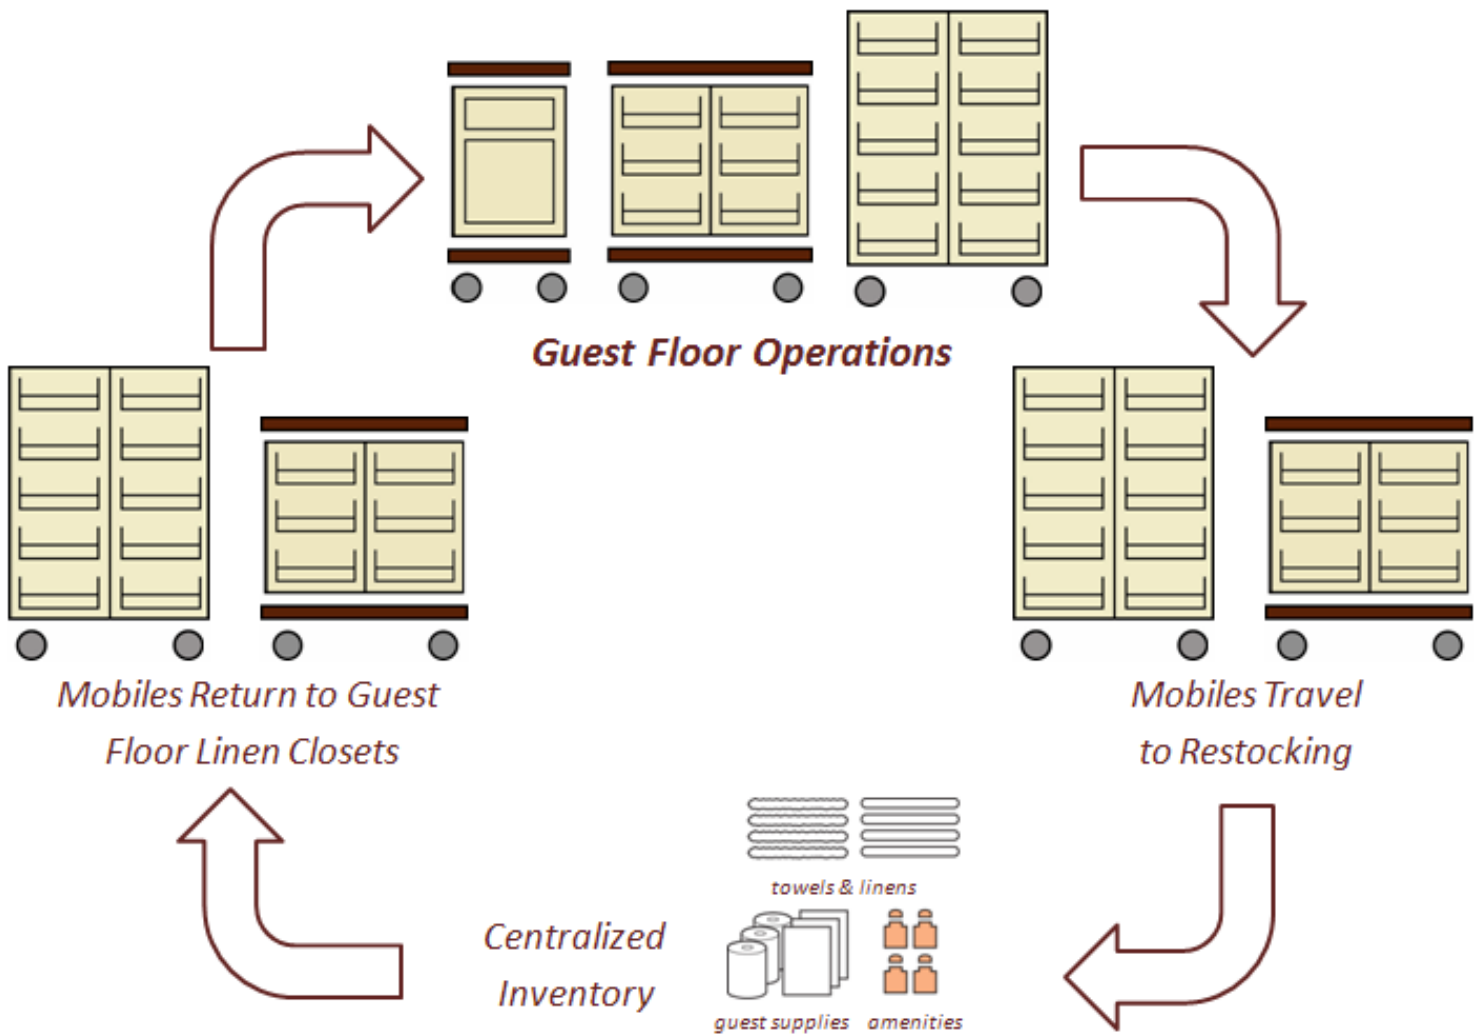 Guest Floor Operations
Mobiles Return to Guest
Floor Linen Closets
Mobiles Travel
to Restocking
towels & linens
Centralized
Inventory
guest supplies
amenities